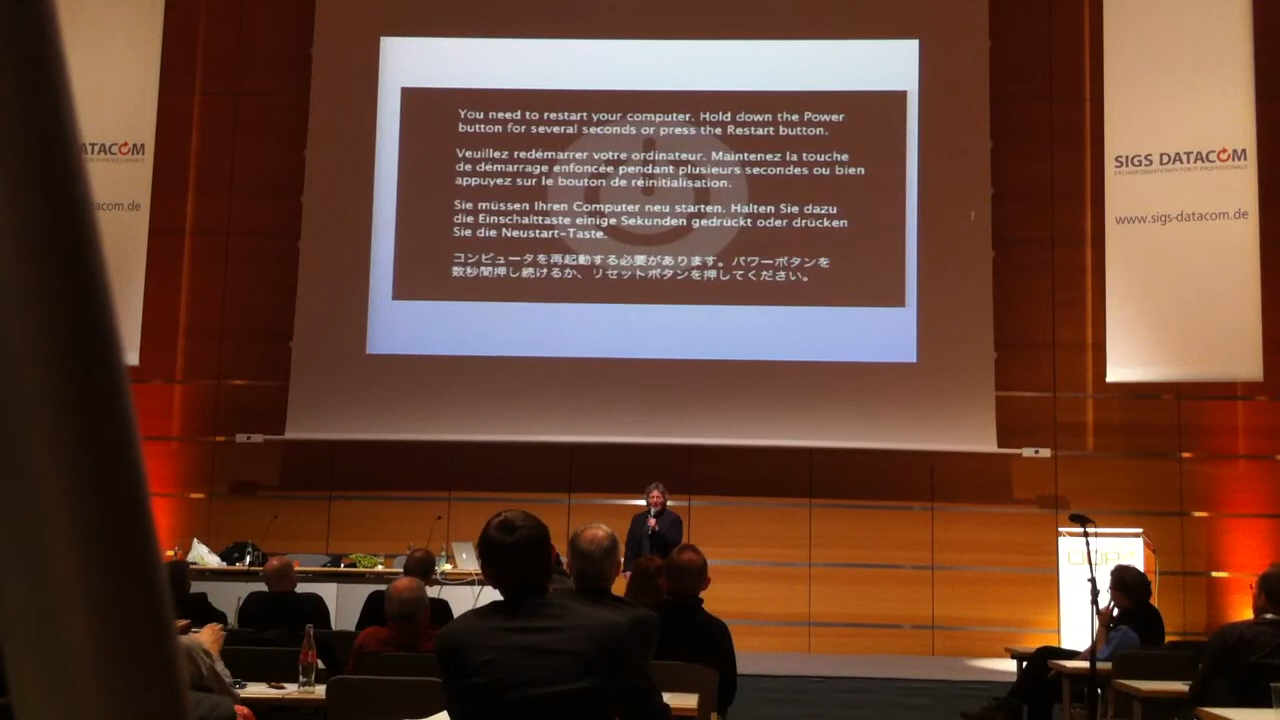 You need to restart your computer. Hold down the Power
button for several seconds or press the Restart button.
Veuillez redémarrer votre ordinateur. Maintenez la touche
de démarrage enfoncée pendant plusieurs secondes ou bien
appuyez sur le bouton de réinitialisation.
Sie müssen Ihren Computer neu starten. Halten Sie dazu
die Einschalttaste einige Sekunden gedrückt oder drücken
Sie die Neustart-Taste.
コンピュータを再起動する必要があります。パワーボタンを
数秒間押し続けるか、リセットボタンを押してください。
ATACOM
acom.de
SIGS DATACOM
FACHINFORMATIONEN FÜR IT-PROFESSIONALS
www.sigs-datacom.de